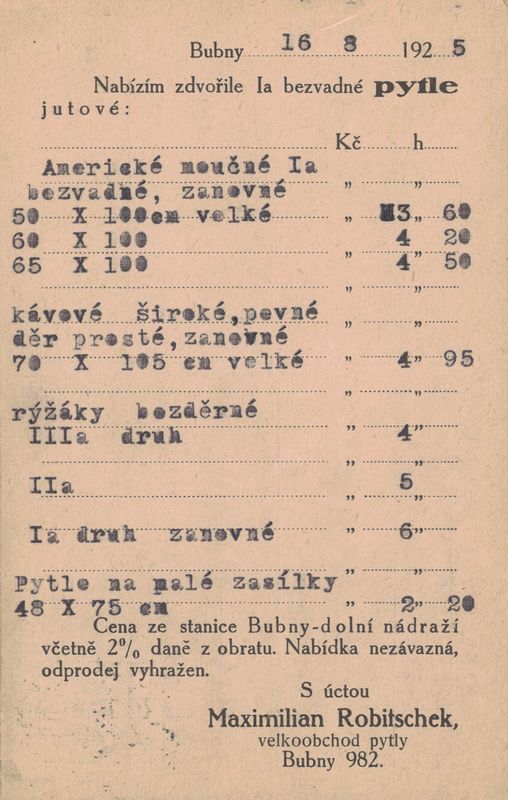 Bubny 16 8 1925
Nabízím zdvořile Ia bezvadné pytle
jutové:
Kč h
Americké moučné Ia
bezvadné, zanovné „ „
50 X 100cm velké „ 3 60
60 X 100 4 20
65 X 100 „ 4„ 50
„ „
kávové široké,pevné „ „
děr prosté,zanovné
70 X 105 cm velké „ 4„ 95
„ „
rýžáky bezděrné
IIIa druh 4„
„ „
IIa 5
„ „
Ia druh zanovné „ 6„
Pytle na malé zasílky „ „
48 X 75 cm „ 2„ 20
Cena ze stanice Bubny-dolní nádraží
včetně 2% daně z obratu. Nabídka nezávazná,
odprodej vyhražen.
S úctou
Maximilian Robitschek,
velkoobchod pytly
Bubny 982.